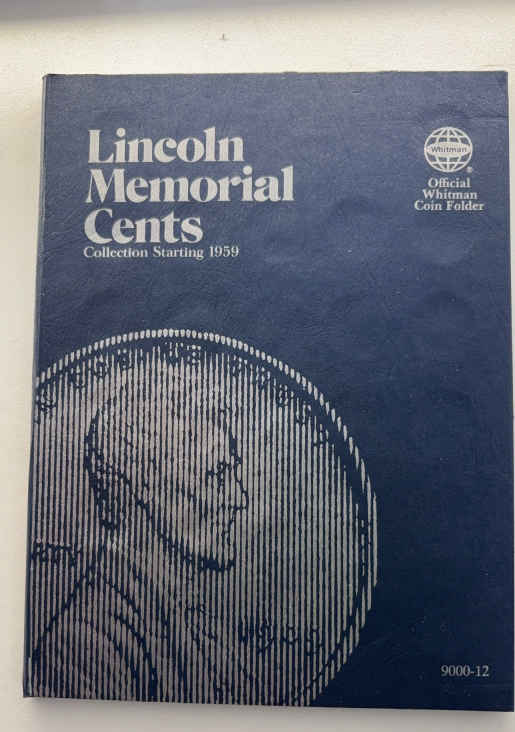 Lincoln
Memorial
Cents
Collection Starting 1959
Whitman
®
Official
Whitman
Coin Folder
9000-12